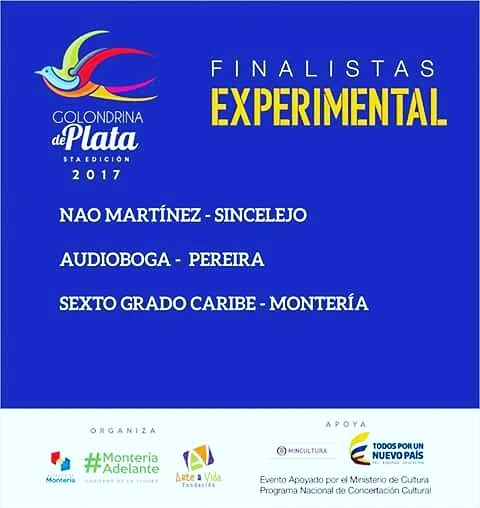 GOLONDRINA
de Plata
5TA EDICIÓN
2017
FINALISTAS
EXPERIMENTAL
NAO MARTÍNEZ - SINCELEJO
AUDIOBOGA - PEREIRA
SEXTO GRADO CARIBE - MONTERÍA
ORGANIZA
Montería
#Montería
Adelante
GOBIERNO DE LA CIUDAD
Arte & Vida
Fundación
APOYA
MINCULTURA
TODOS POR UN
NUEVO PAÍS
PAZ EQUIDAD EDUCACIÓN
Evento Apoyado por el Ministerio de Cultura
Programa Nacional de Concertación Cultural